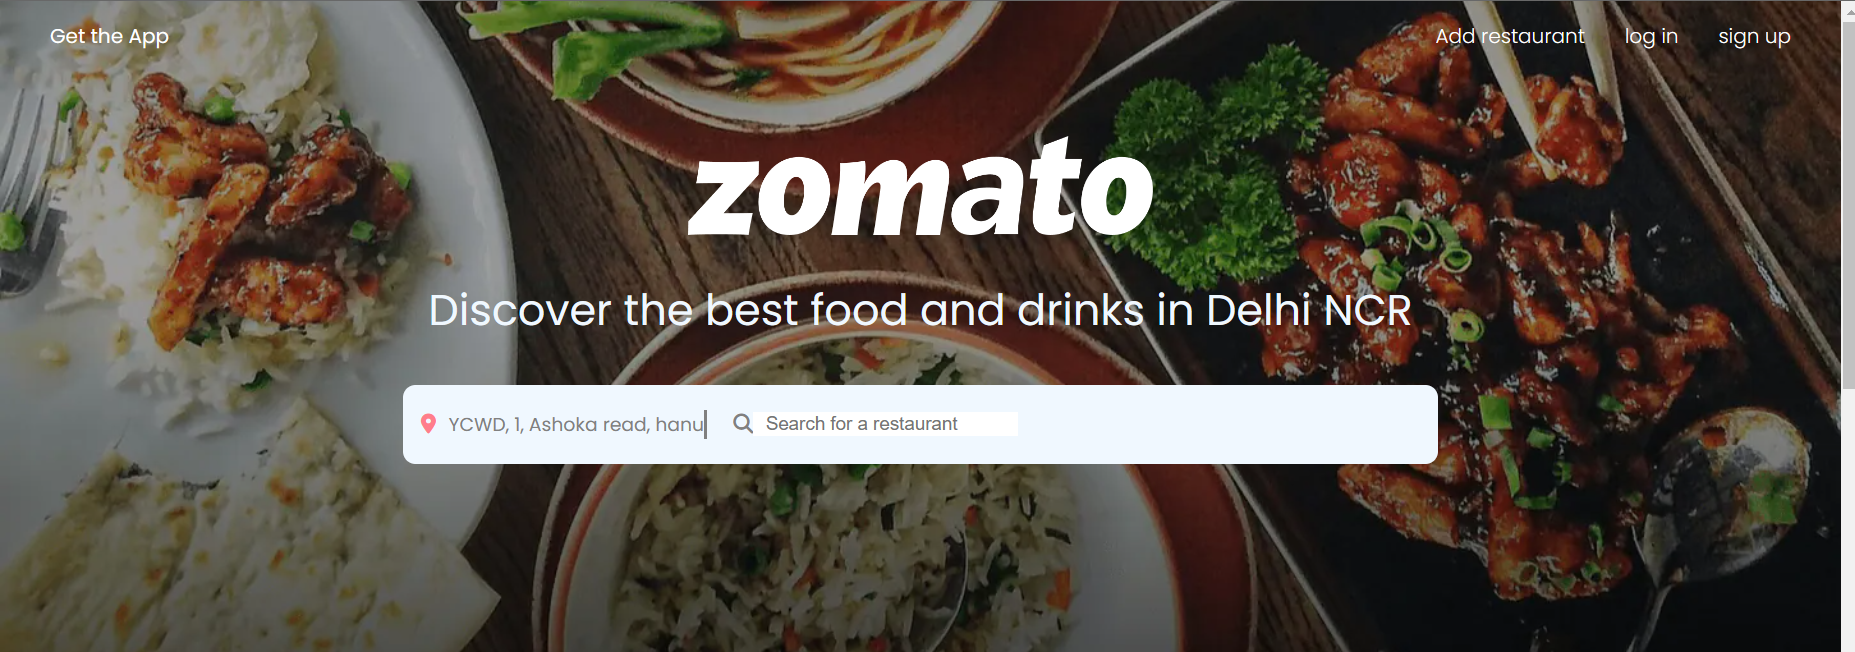 Get the App
Add restaurant
log in
sign up
zomato
Discover the best food and drinks in Delhi NCR
YCWD, 1, Ashoka read, hanu
Search for a restaurant